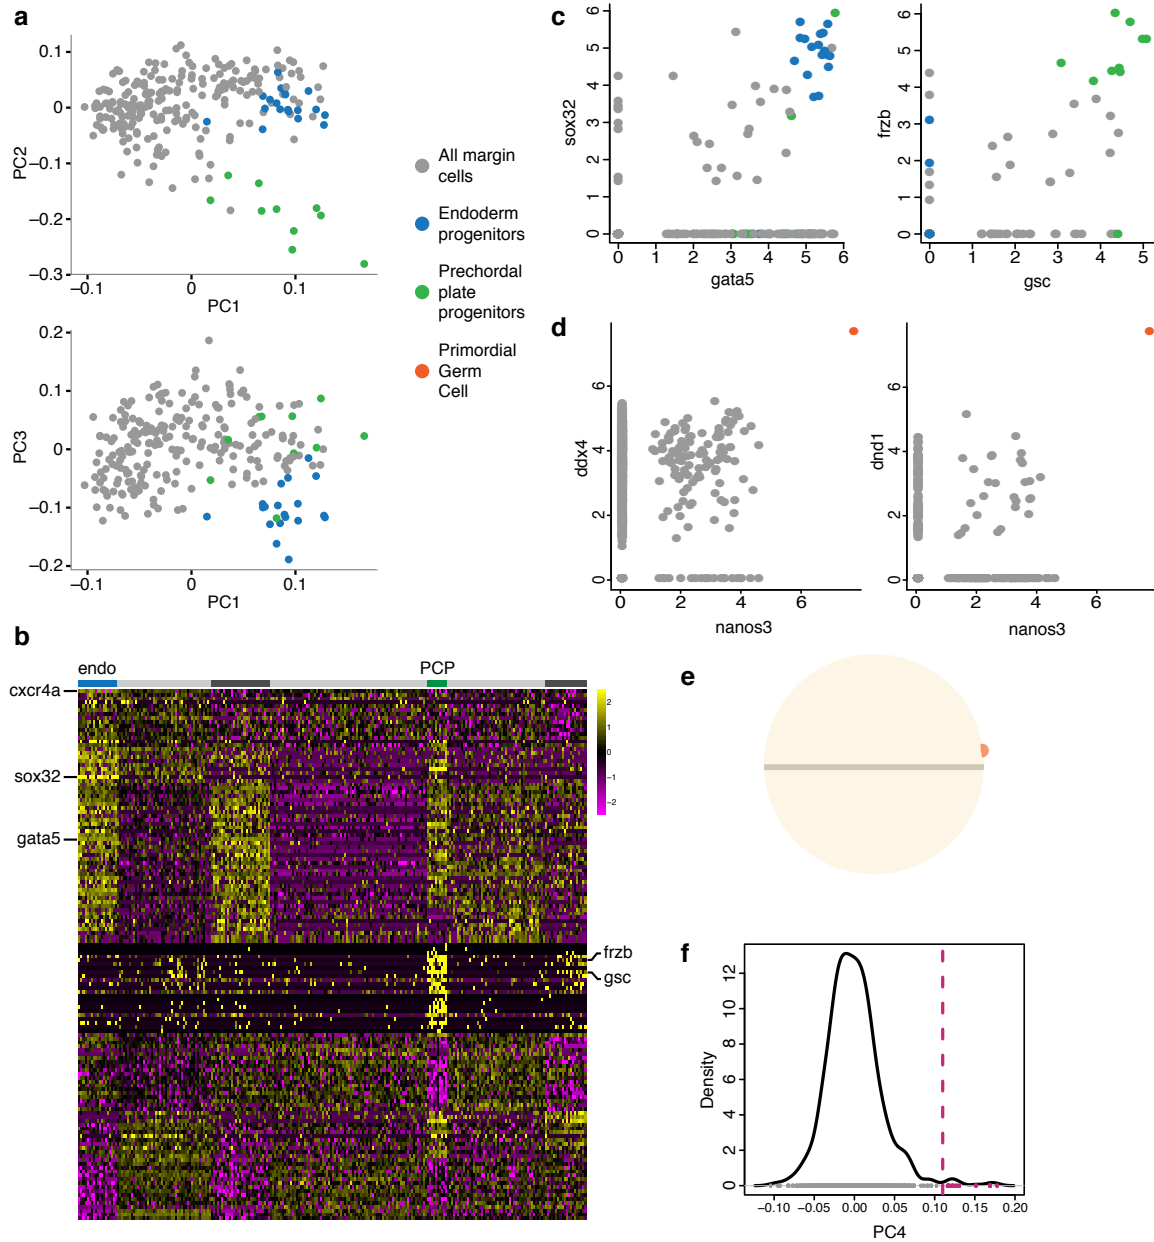 a
0.1
0
−0.1
−0.2
−0.3
PC2
−0.1
0
0.1
PC1
0.2
0.1
0
−0.1
−0.2
PC3
−0.1
0
0.1
PC1
All margin
cells
Endoderm
progenitors
Prechordal
plate
progenitors
Primordial
Germ
Cell
b
endo
PCP
cxcr4a
sox32
gata5
frzb
gsc
2
1
0
−1
−2
c
6
5
4
3
2
1
0
sox32
0
1
2
3
4
5
6
gata5
6
5
4
3
2
1
0
frzb
0
1
2
3
4
5
gsc
d
6
4
2
0
ddx4
0
2
4
6
nanos3
6
4
2
0
dnd1
0
2
4
6
nanos3
e
f
12
10
8
6
4
2
0
Density
−0.10
−0.05
0.00
0.05
0.10
0.15
0.20
PC4